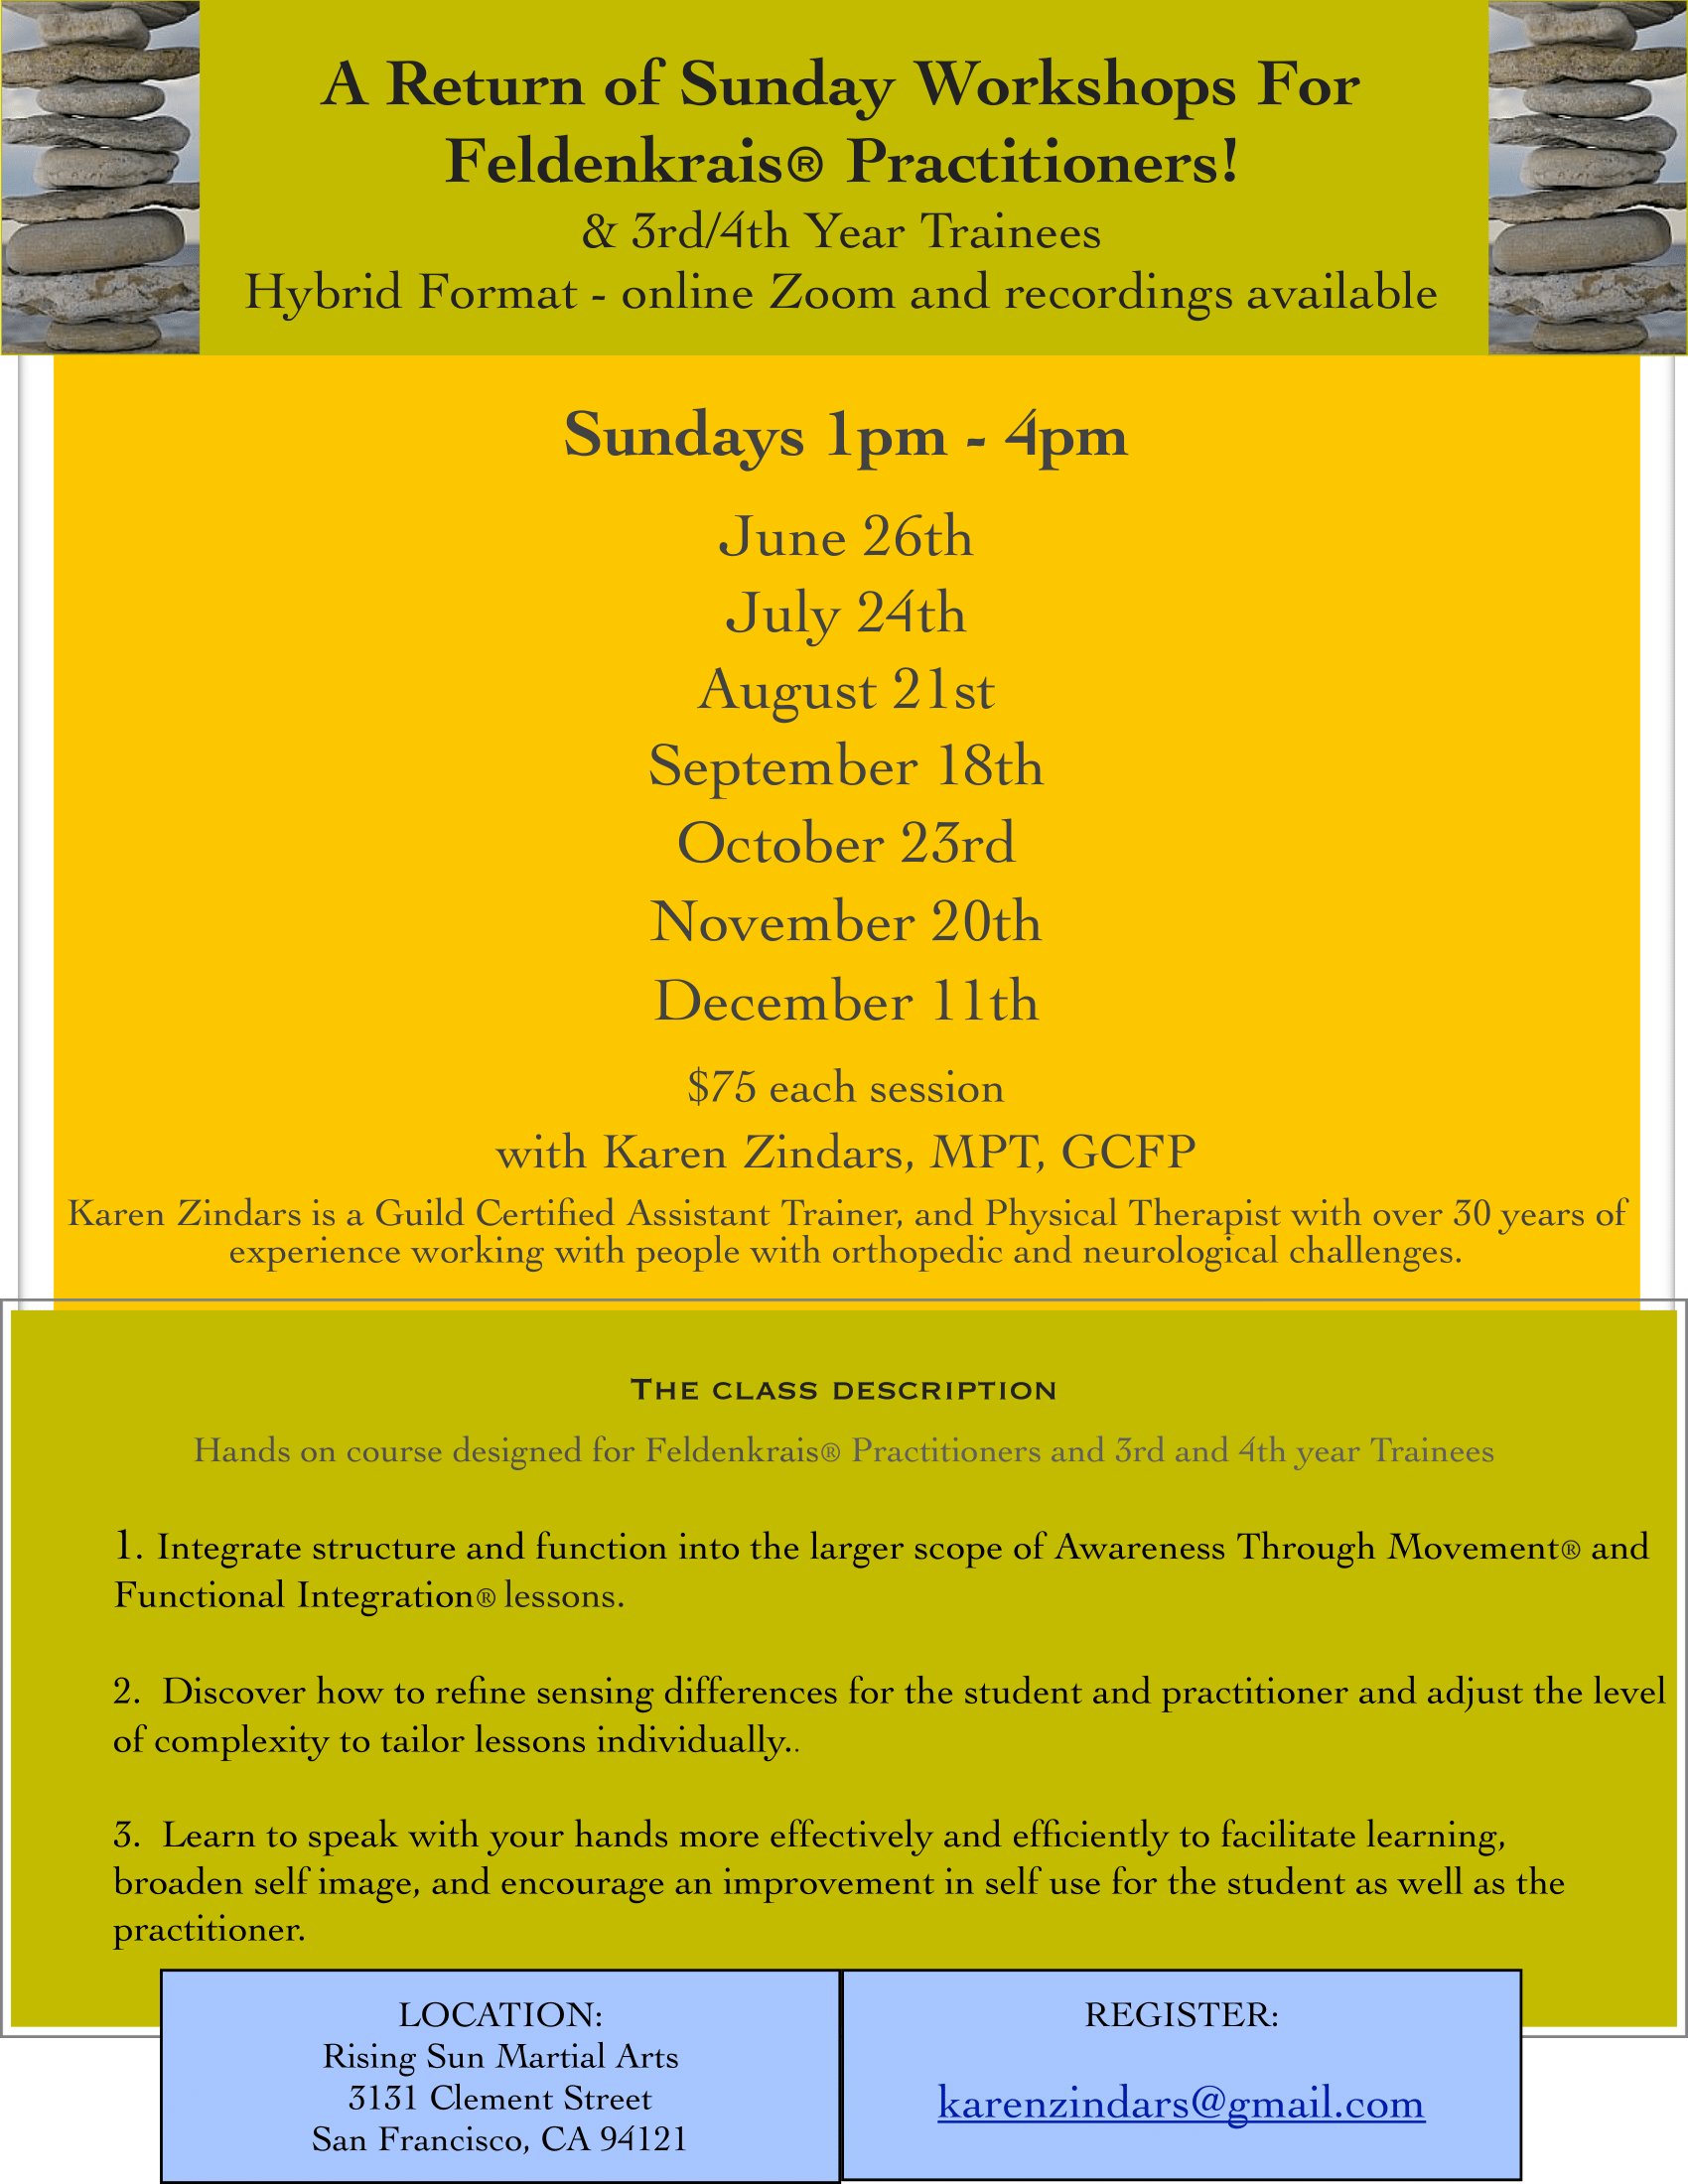 A Return of Sunday Workshops For
Feldenkrais® Practitioners!
& 3rd/4th Year Trainees
Hybrid Format - online Zoom and recordings available
Sundays 1pm - 4pm
June 26th
July 24th
August 21st
September 18th
October 23rd
November 20th
December 11th
$75 each session
with Karen Zindars, MPT, GCFP
Karen Zindars is a Guild Certified Assistant Trainer, and Physical Therapist with over 30 years of
experience working with people with orthopedic and neurological challenges.
The class description
Hands on course designed for Feldenkrais® Practitioners and 3rd and 4th year Trainees
1. Integrate structure and function into the larger scope of Awareness Through Movement® and
Functional Integration® lessons.
2. Discover how to refine sensing differences for the student and practitioner and adjust the level
of complexity to tailor lessons individually..
3. Learn to speak with your hands more effectively and efficiently to facilitate learning,
broaden self image, and encourage an improvement in self use for the student as well as the
practitioner.
LOCATION:
Rising Sun Martial Arts
3131 Clement Street
San Francisco, CA 94121
REGISTER:
karenzindars@gmail.com